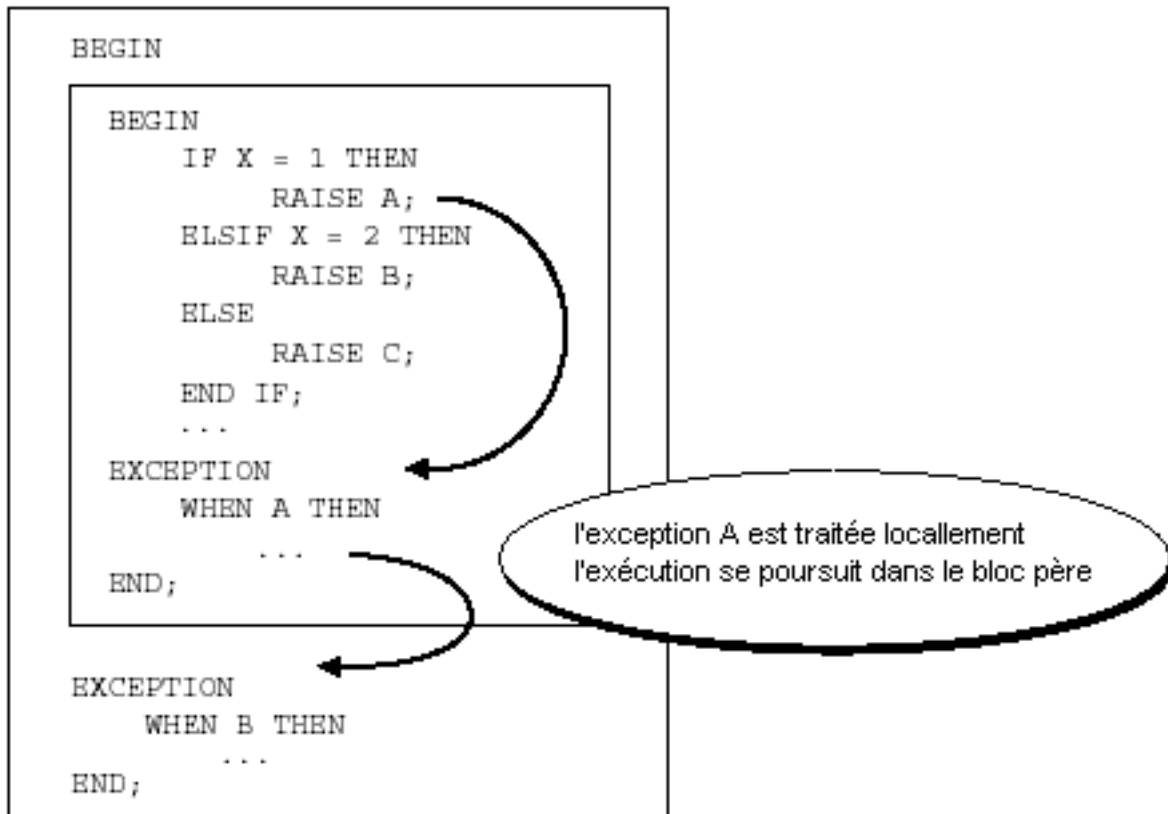 BEGIN
BEGIN
IF X = 1 THEN
RAISE A;
ELSIF X = 2 THEN
RAISE B;
ELSE
RAISE C;
END IF;
...
EXCEPTION
WHEN A THEN
...
END;
l'exception A est traitée locallement
l'exécution se poursuit dans le bloc père
EXCEPTION
WHEN B THEN
...
END;